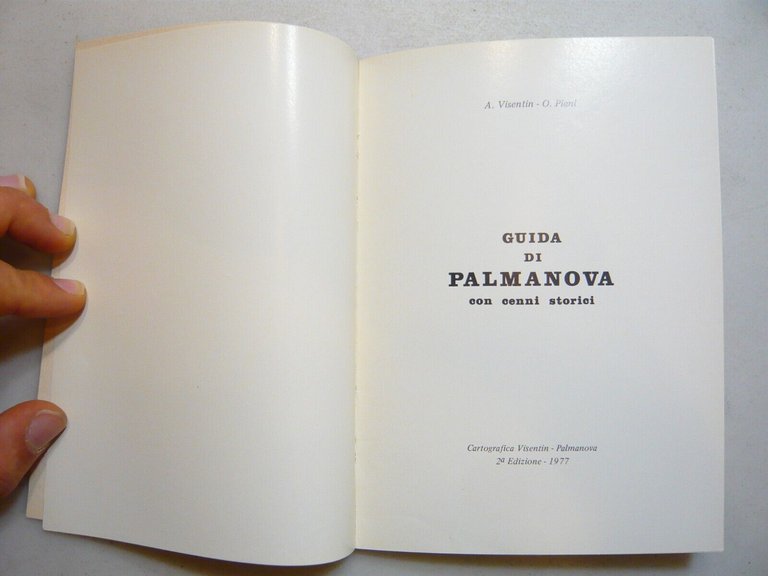 A. Visentin - O. Piani
GUIDA
DI
PALMANOVA
con cenni storici
Cartografica Visentin - Palmanova
2ª Edizione - 1977